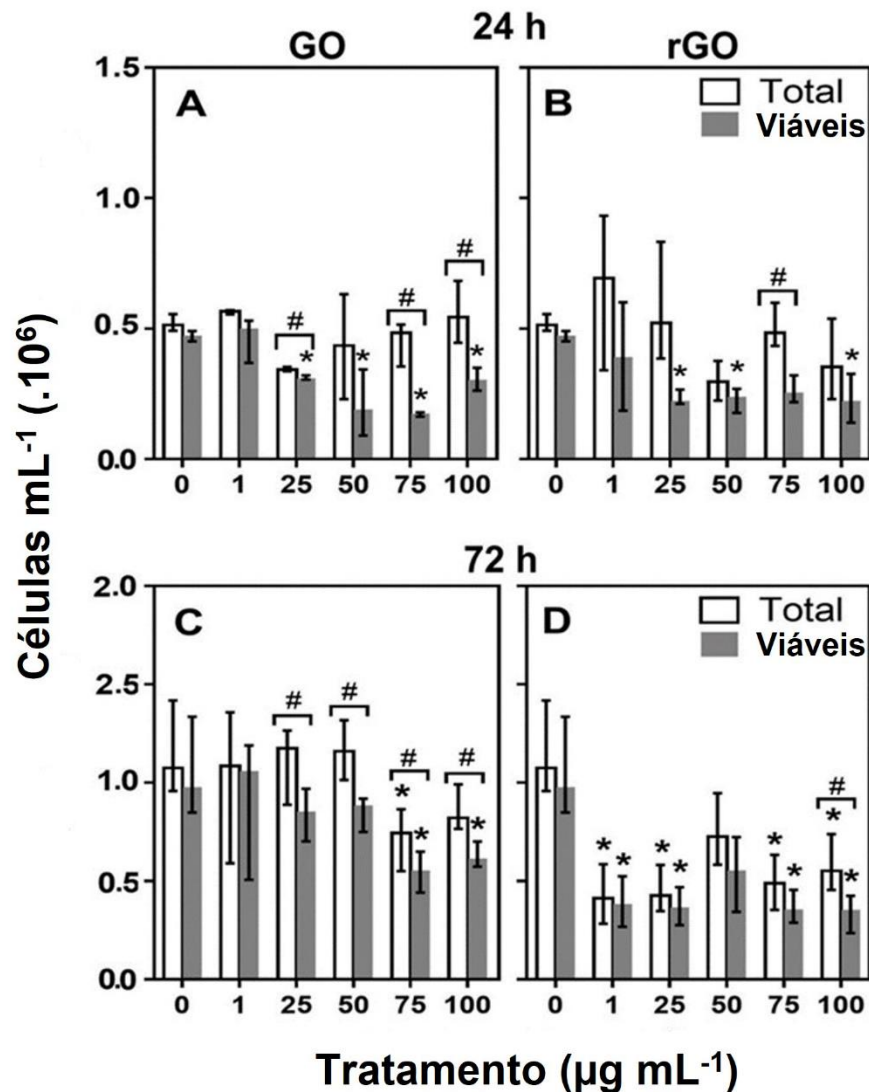 24 h
GO rGO
A
B
Total
Viáveis
1.5
1.0
0.5
0.0
# # #
* * * *
#
* * *
0 1 25 50 75 100
0 1 25 50 75 100
72 h
C
D
Total
Viáveis
2.0
2.5
1.0
0.5
0.0
# # # #
* * *
#
* * * * * * * *
0 1 25 50 75 100
0 1 25 50 75 100
Células mL⁻¹ (.10⁶)
Tratamento (µg mL⁻¹)